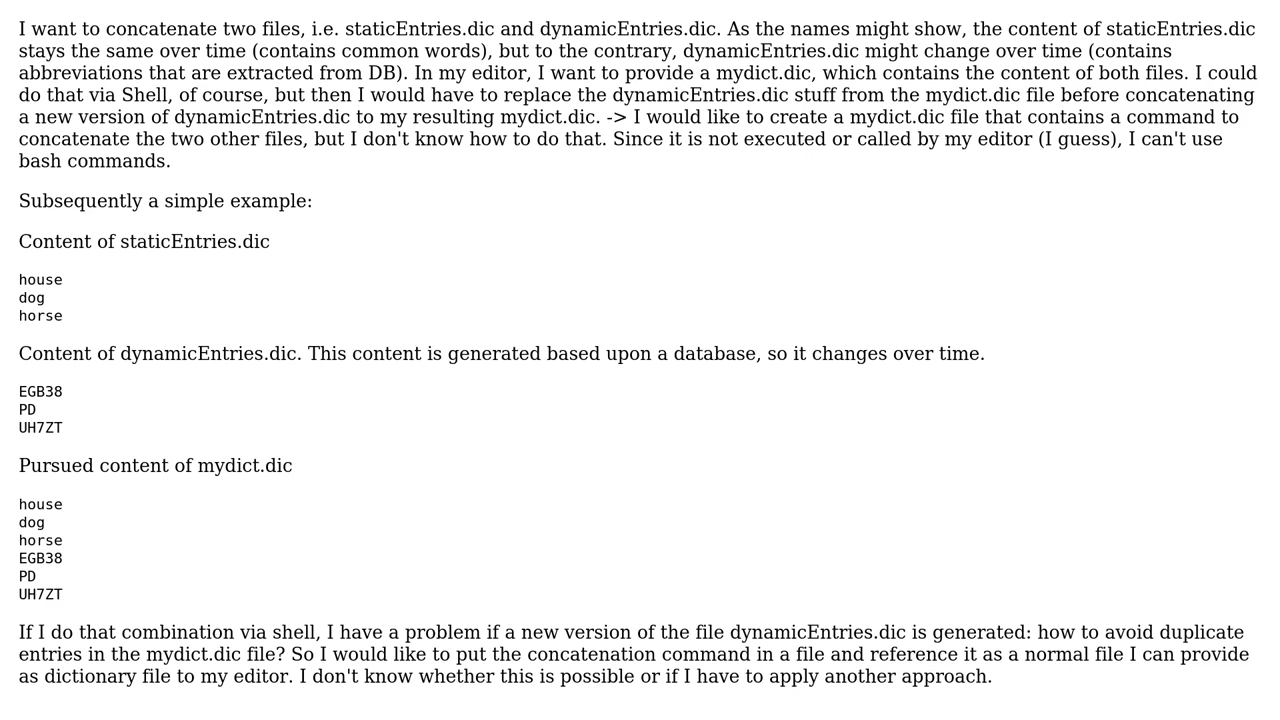 I want to concatenate two files, i.e. staticEntries.dic and dynamicEntries.dic. As the names might show, the content of staticEntries.dic
stays the same over time (contains common words), but to the contrary, dynamicEntries.dic might change over time (contains
abbreviations that are extracted from DB). In my editor, I want to provide a mydict.dic, which contains the content of both files. I could
do that via Shell, of course, but then I would have to replace the dynamicEntries.dic stuff from the mydict.dic file before concatenating
a new version of dynamicEntries.dic to my resulting mydict.dic. -> I would like to create a mydict.dic file that contains a command to
concatenate the two other files, but I don't know how to do that. Since it is not executed or called by my editor (I guess), I can't use
bash commands.
Subsequently a simple example:
Content of staticEntries.dic
house
dog
horse
Content of dynamicEntries.dic. This content is generated based upon a database, so it changes over time.
EGB38
PD
UH7ZT
Pursued content of mydict.dic
house
dog
horse
EGB38
PD
UH7ZT
If I do that combination via shell, I have a problem if a new version of the file dynamicEntries.dic is generated: how to avoid duplicate
entries in the mydict.dic file? So I would like to put the concatenation command in a file and reference it as a normal file I can provide
as dictionary file to my editor. I don't know whether this is possible or if I have to apply another approach.